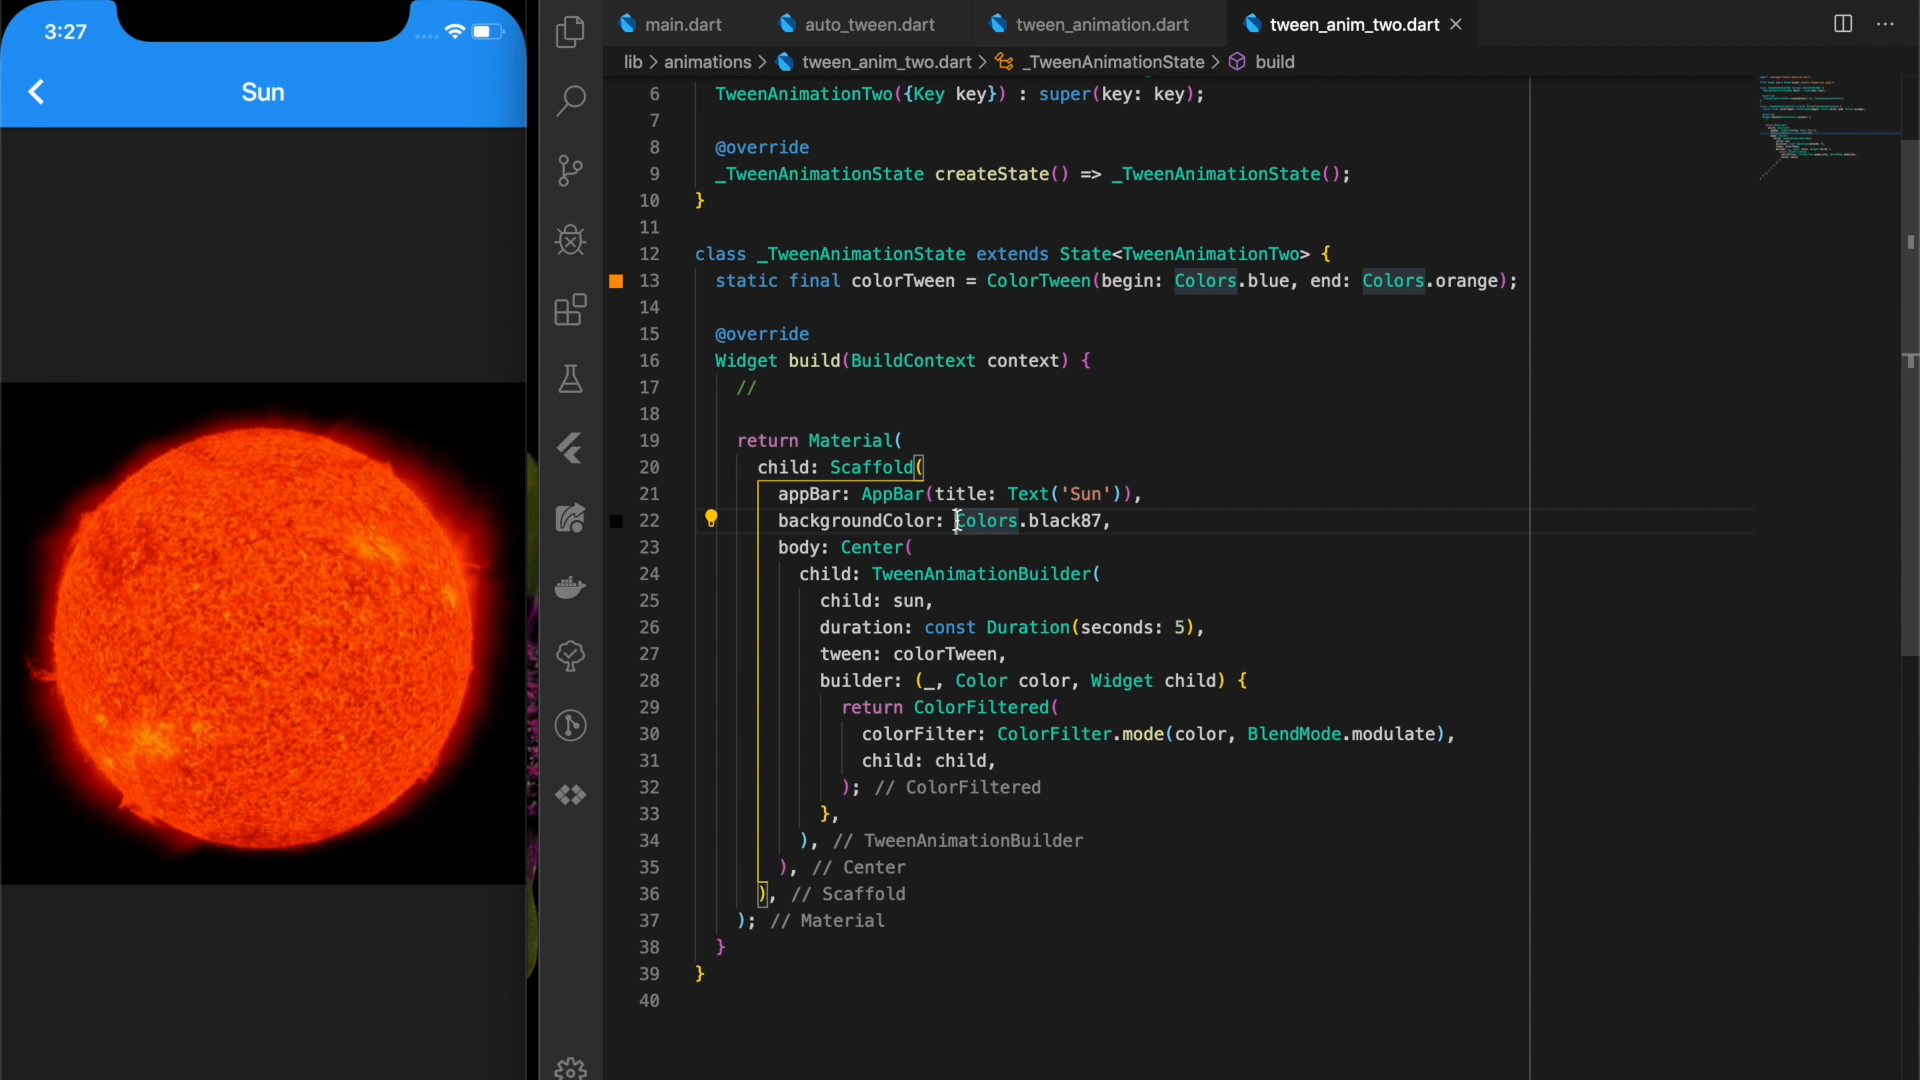 3:27
Sun
main.dart
auto_tween.dart
tween_animation.dart
tween_anim_two.dart
lib > animations > tween_anim_two.dart > _TweenAnimationState > build
6 TweenAnimationTwo({Key key}) : super(key: key);
7
8 @override
9 _TweenAnimationState createState() => _TweenAnimationState();
10 }
11
12 class _TweenAnimationState extends State<TweenAnimationTwo> {
13 static final colorTween = ColorTween(begin: Colors.blue, end: Colors.orange);
14
15 @override
16 Widget build(BuildContext context) {
17 //
18
19 return Material(
20 child: Scaffold(
21 appBar: AppBar(title: Text('Sun')),
22 backgroundColor: Colors.black87,
23 body: Center(
24 child: TweenAnimationBuilder(
25 child: sun,
26 duration: const Duration(seconds: 5),
27 tween: colorTween,
28 builder: (_, Color color, Widget child) {
29 return ColorFiltered(
30 colorFilter: ColorFilter.mode(color, BlendMode.modulate),
31 child: child,
32 ); // ColorFiltered
33 },
34 ), // TweenAnimationBuilder
35 ), // Center
36 ), // Scaffold
37 ); // Material
38 }
39 }
40